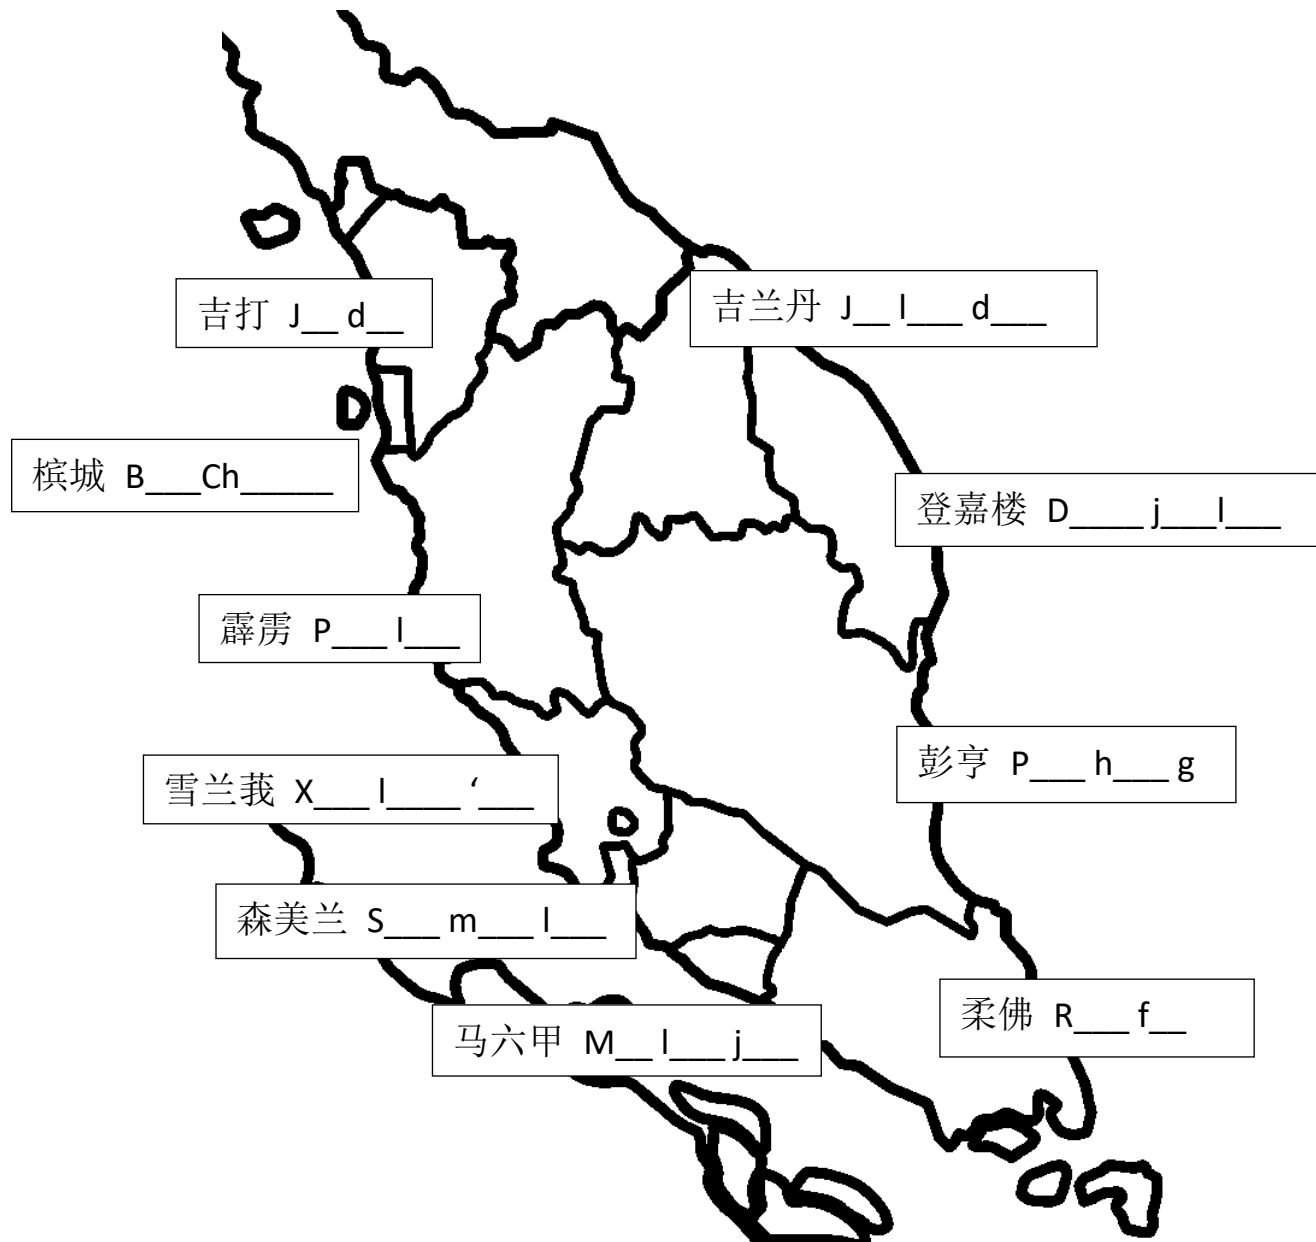 吉打 J__ d__
吉兰丹 J__ l___ d___
槟城 B___Ch_____
登嘉楼 D____ j___l___
霹雳 P___ l___
彭亨 P___ h___ g
雪兰莪 X___ l____ ‘___
森美兰 S___ m___ l___
柔佛 R___ f__
马六甲 M__ l___ j___